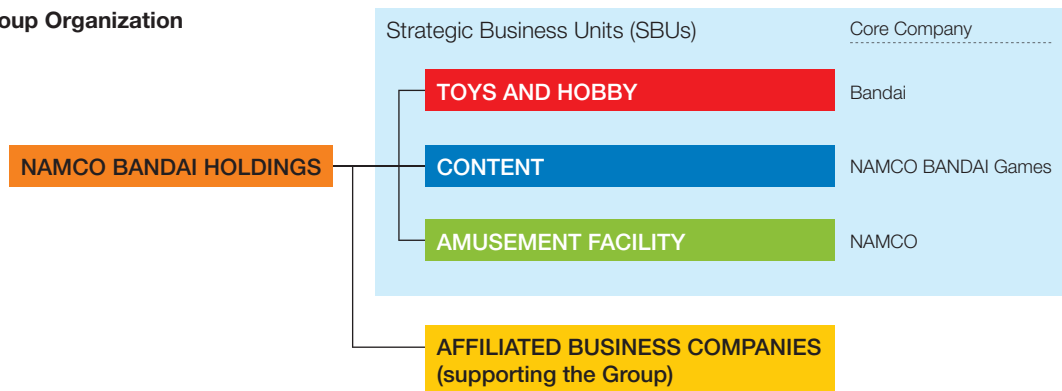 oup Organization
Strategic Business Units (SBUs)
Core Company
TOYS AND HOBBY
Bandai
NAMCO BANDAI HOLDINGS
CONTENT
NAMCO BANDAI Games
AMUSEMENT FACILITY
NAMCO
AFFILIATED BUSINESS COMPANIES
(supporting the Group)